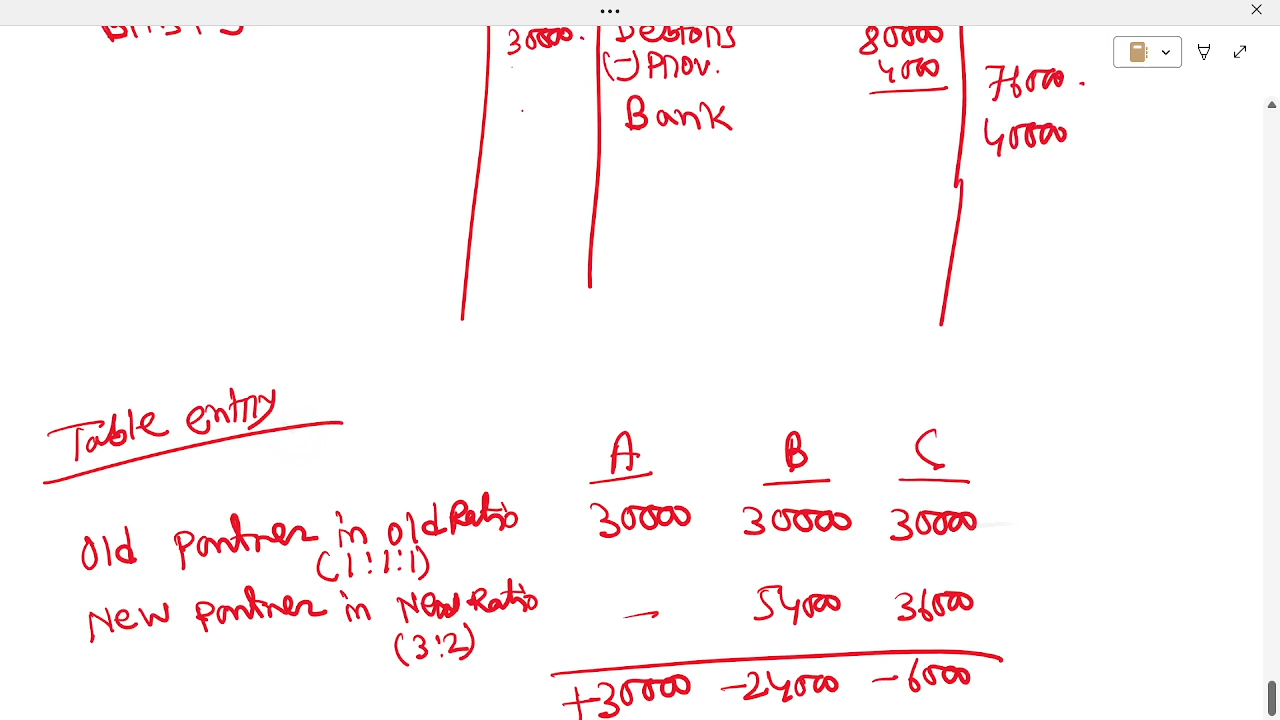 30000. Debtors 80000
(-) Prov. 4000 76000.
Bank 40000
Table entry
A B C
Old partner in old Ratio 30000 30000 30000
(1:1:1)
New partner in New Ratio — 54000 36000
(3:2)
+30000 -24000 -6000